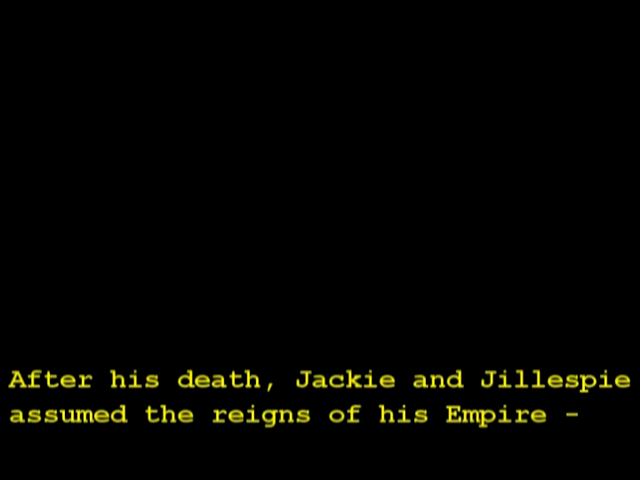 After his death, Jackie and Jillespie
assumed the reigns of his Empire -